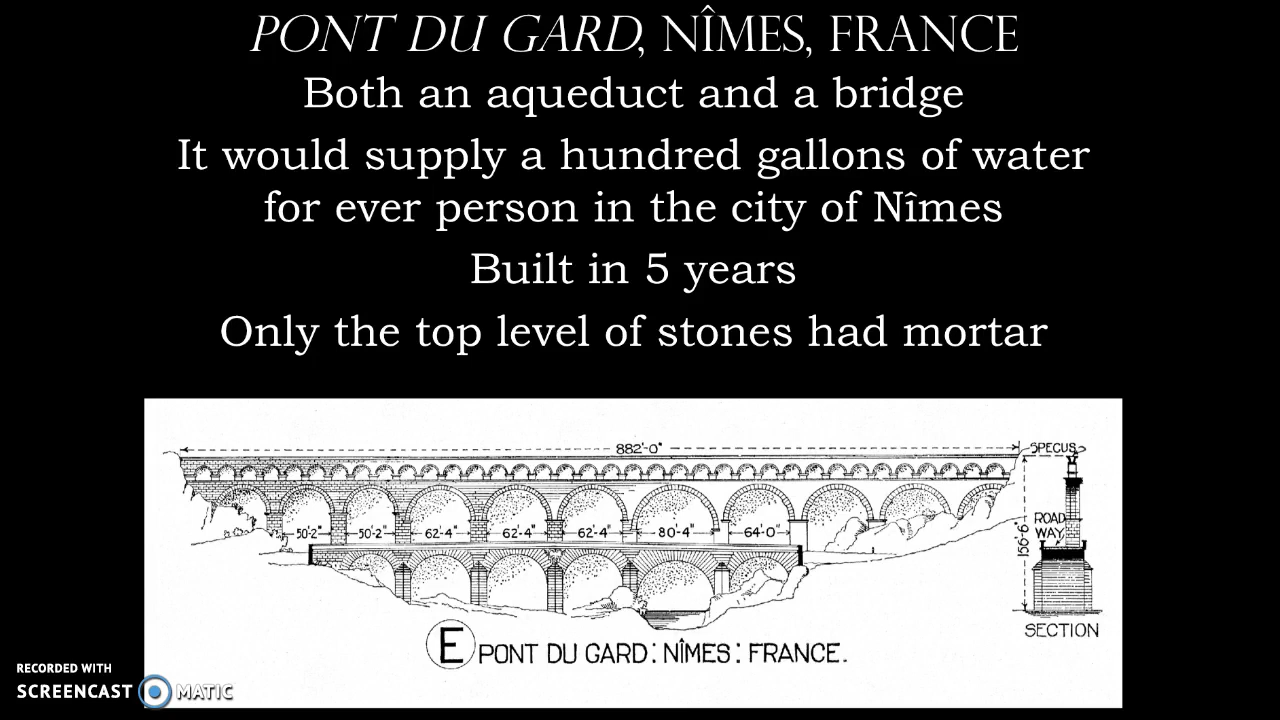 PONT DU GARD, NÎMES, FRANCE
Both an aqueduct and a bridge
It would supply a hundred gallons of water
for ever person in the city of Nîmes
Built in 5 years
Only the top level of stones had mortar
882'-0"
SPECUS
50'-2" 50'-2" 62'-4" 62'-4" 62'-4" 80'-4" 64'-0"
ROAD
WAY
156'-6"
SECTION
E PONT DU GARD: NÎMES: FRANCE.
RECORDED WITH
SCREENCAST MATIC